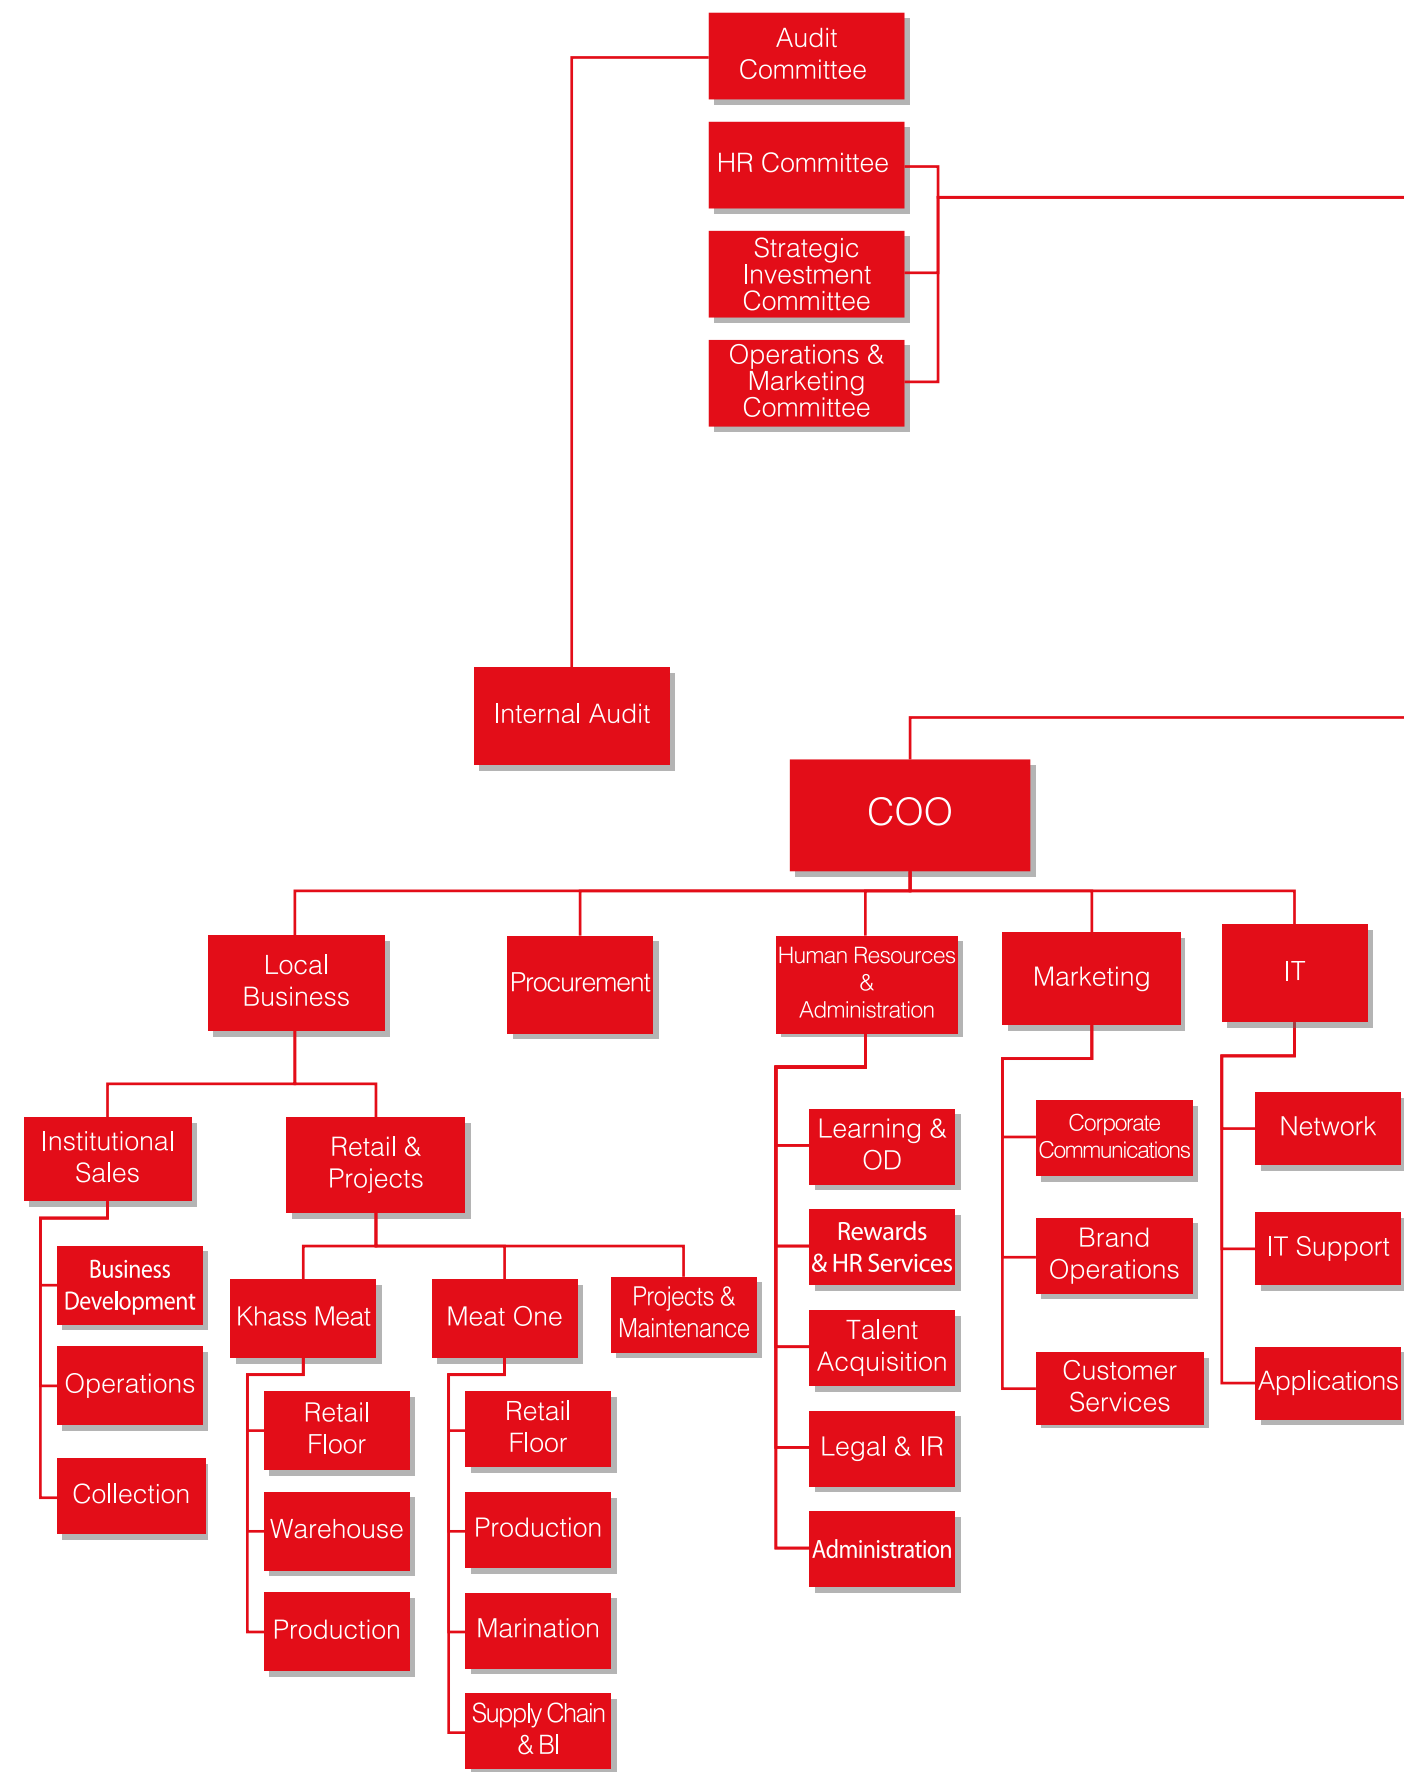 Audit
Committee
HR Committee
Strategic
Investment
Committee
Operations &
Marketing
Committee
Internal Audit
COO
Local
Business
Procurement
Human Resources
&
Administration
Marketing
IT
Institutional
Sales
Retail &
Projects
Business
Development
Operations
Collection
Khass Meat
Meat One
Projects &
Maintenance
Retail
Floor
Warehouse
Production
Retail
Floor
Production
Marination
Supply Chain
& BI
Learning &
OD
Rewards
& HR Services
Talent
Acquisition
Legal & IR
Administration
Corporate
Communications
Brand
Operations
Customer
Services
Network
IT Support
Applications